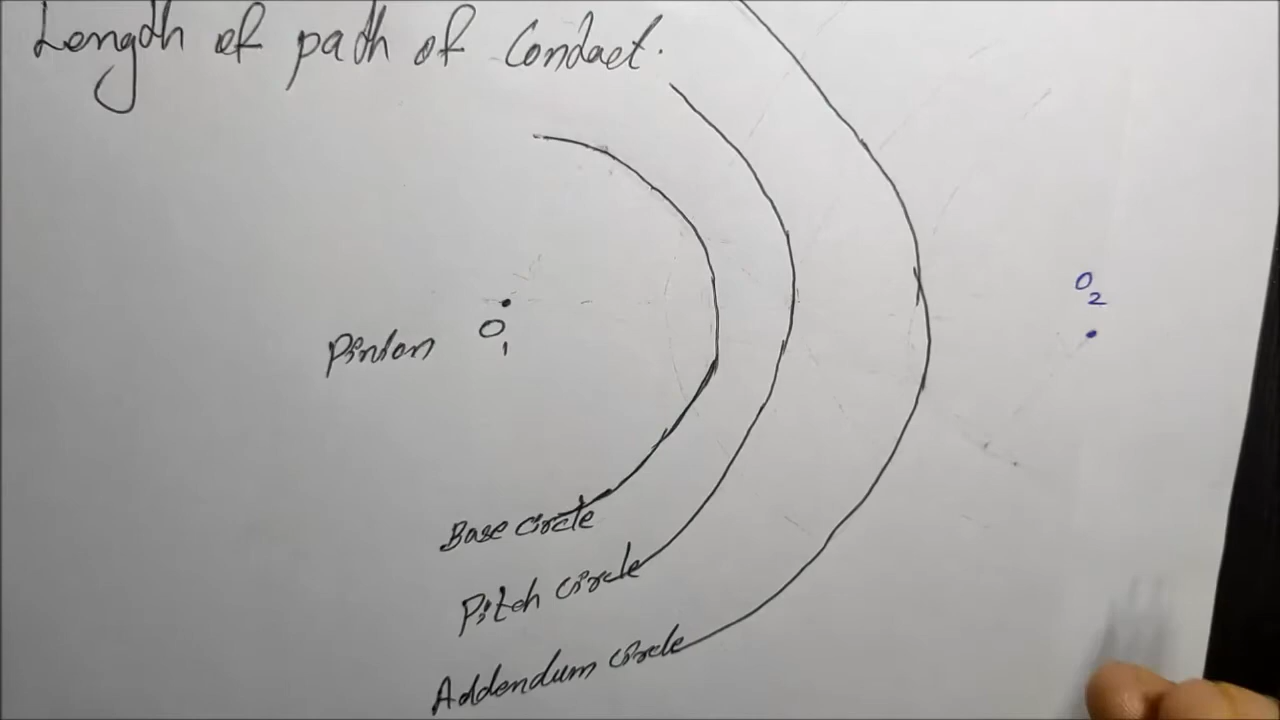 Length of path of Contact.
O2
Pinion O1
Base circle
Pitch circle
Addendum circle